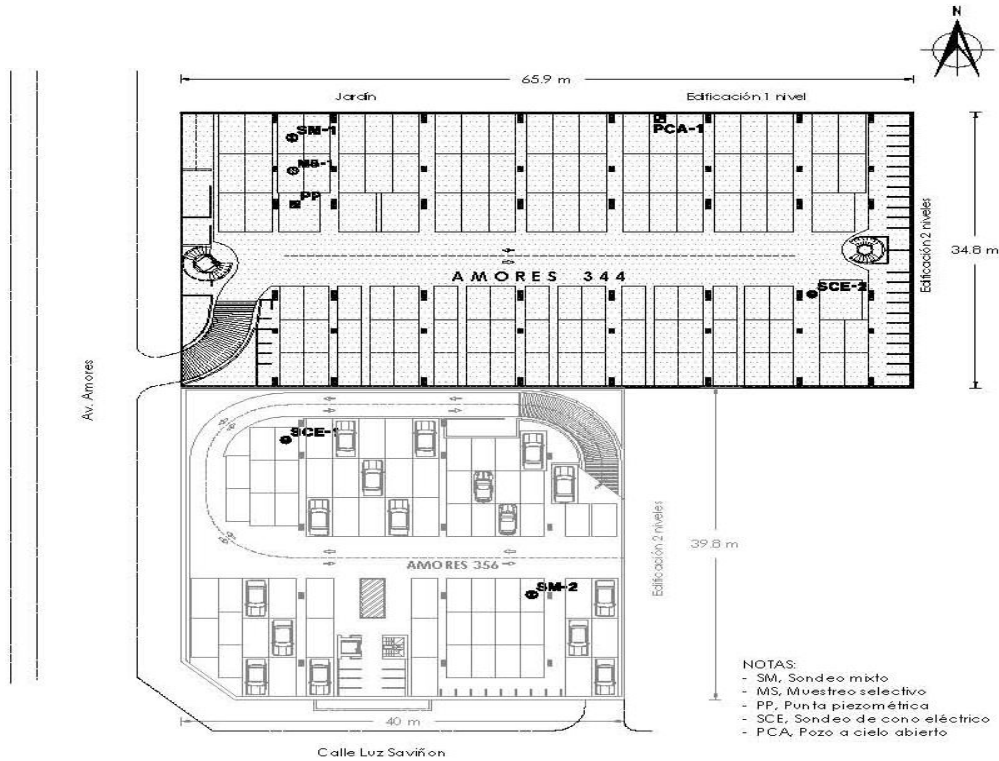 N
65.9 m
Jardín
Edificación 1 nivel
SM-1
PCA-1
MS-1
PP
Edificación 2 niveles
34.8 m
AMORES 344
SCE-2
Av. Amores
SCE-1
Edificación 2 niveles
39.8 m
AMORES 356
SM-2
NOTAS:
- SM, Sondeo mixto
- MS, Muestreo selectivo
- PP, Punta piezométrica
- SCE, Sondeo de cono eléctrico
- PCA, Pozo a cielo abierto
40 m
Calle Luz Saviñon